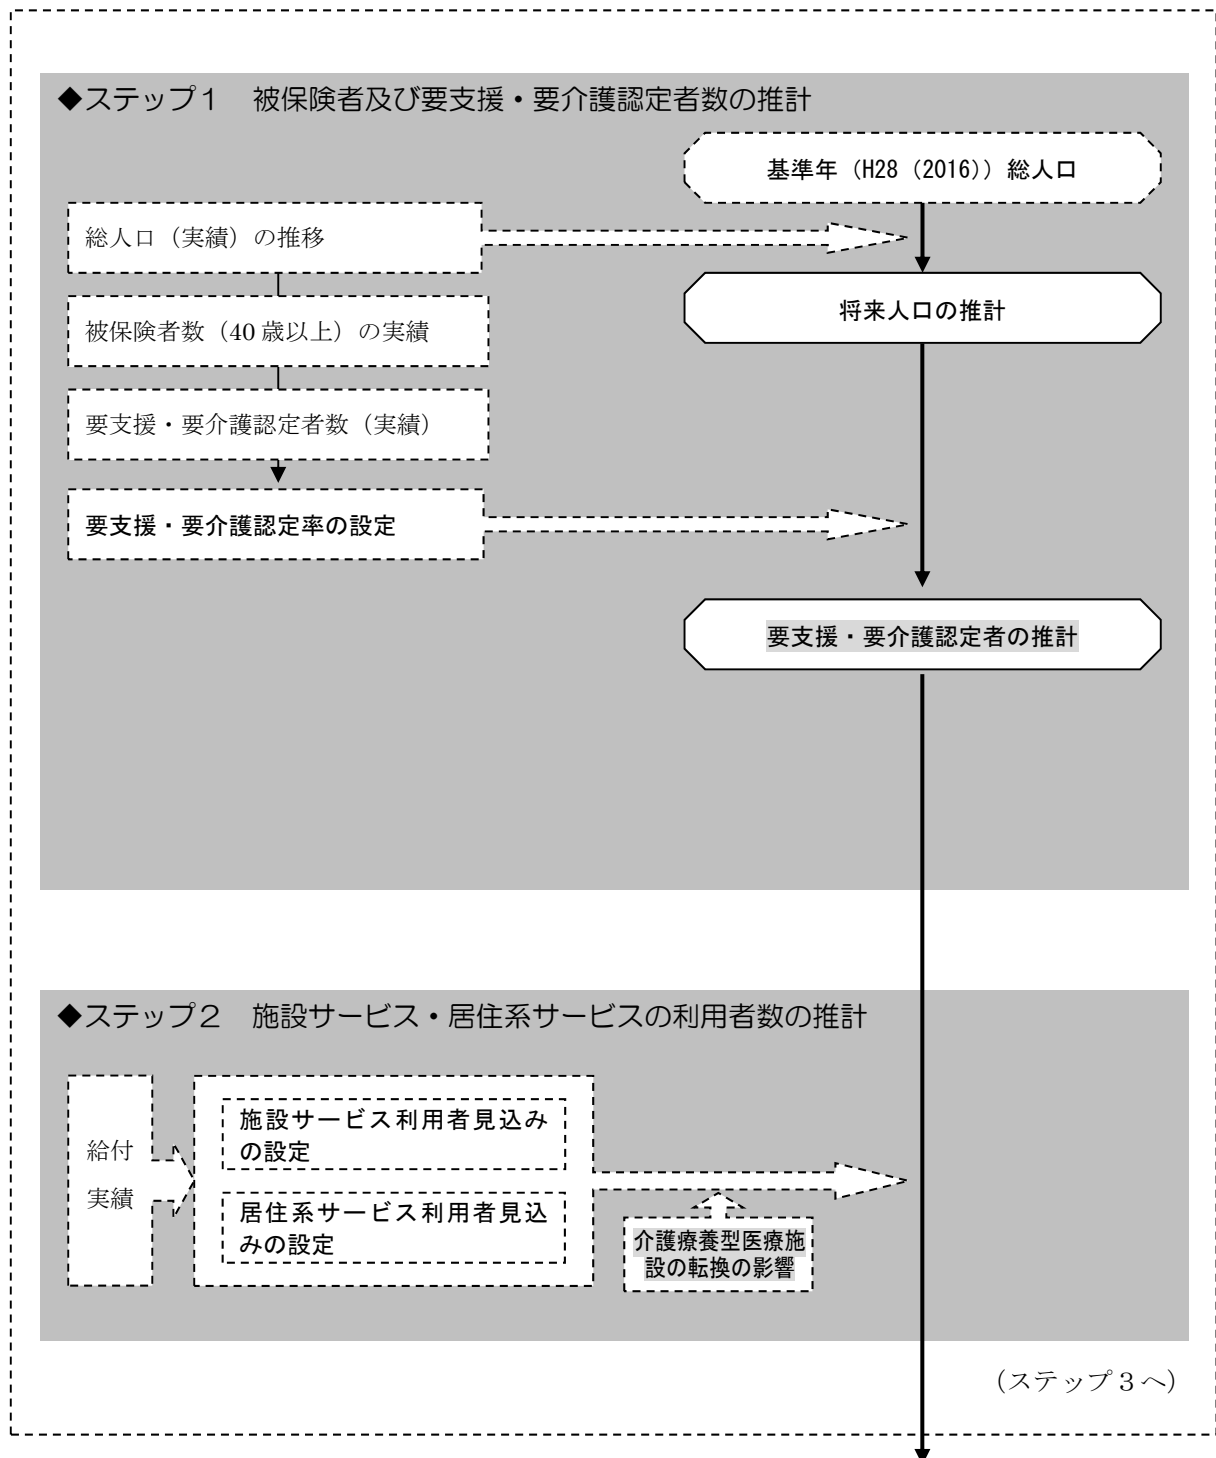 ◆ステップ１　被保険者及び要支援・要介護認定者数の推計
基準年（H28（2016））総人口
総人口（実績）の推移
将来人口の推計
被保険者数（40 歳以上）の実績
要支援・要介護認定者数（実績）
要支援・要介護認定率の設定
要支援・要介護認定者の推計
◆ステップ２　施設サービス・居住系サービスの利用者数の推計
給付
実績
施設サービス利用者見込み
の設定
居住系サービス利用者見込
みの設定
介護療養型医療施
設の転換の影響
（ステップ３へ）